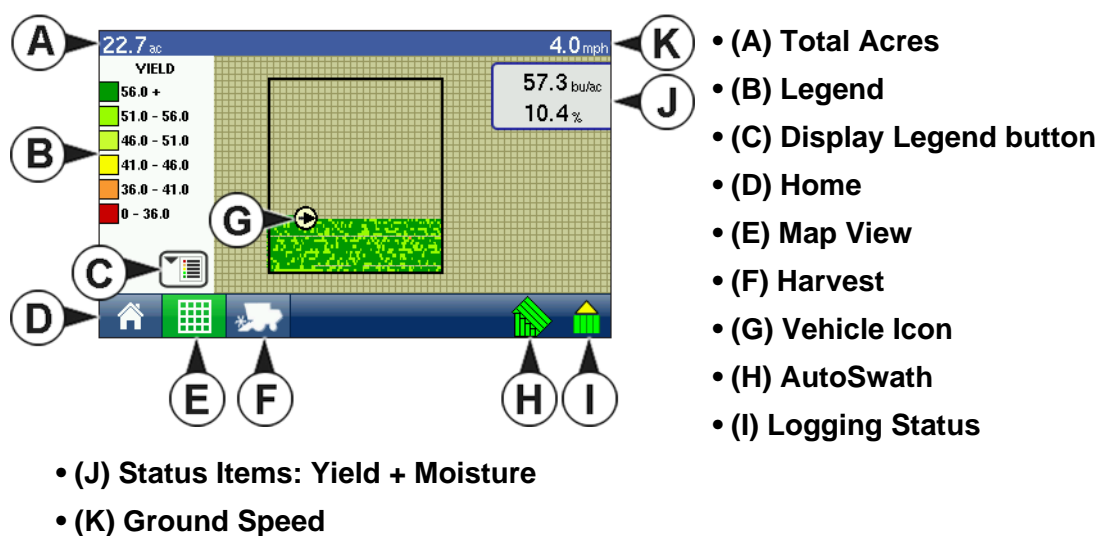 A
22.7 ac
4.0 mph
K
YIELD
56.0 +
51.0 - 56.0
46.0 - 51.0
41.0 - 46.0
36.0 - 41.0
0 - 36.0
57.3 bu/ac
10.4 %
J
B
G
C
D
E
F
H
I
• (A) Total Acres
• (B) Legend
• (C) Display Legend button
• (D) Home
• (E) Map View
• (F) Harvest
• (G) Vehicle Icon
• (H) AutoSwath
• (I) Logging Status
• (J) Status Items: Yield + Moisture
• (K) Ground Speed